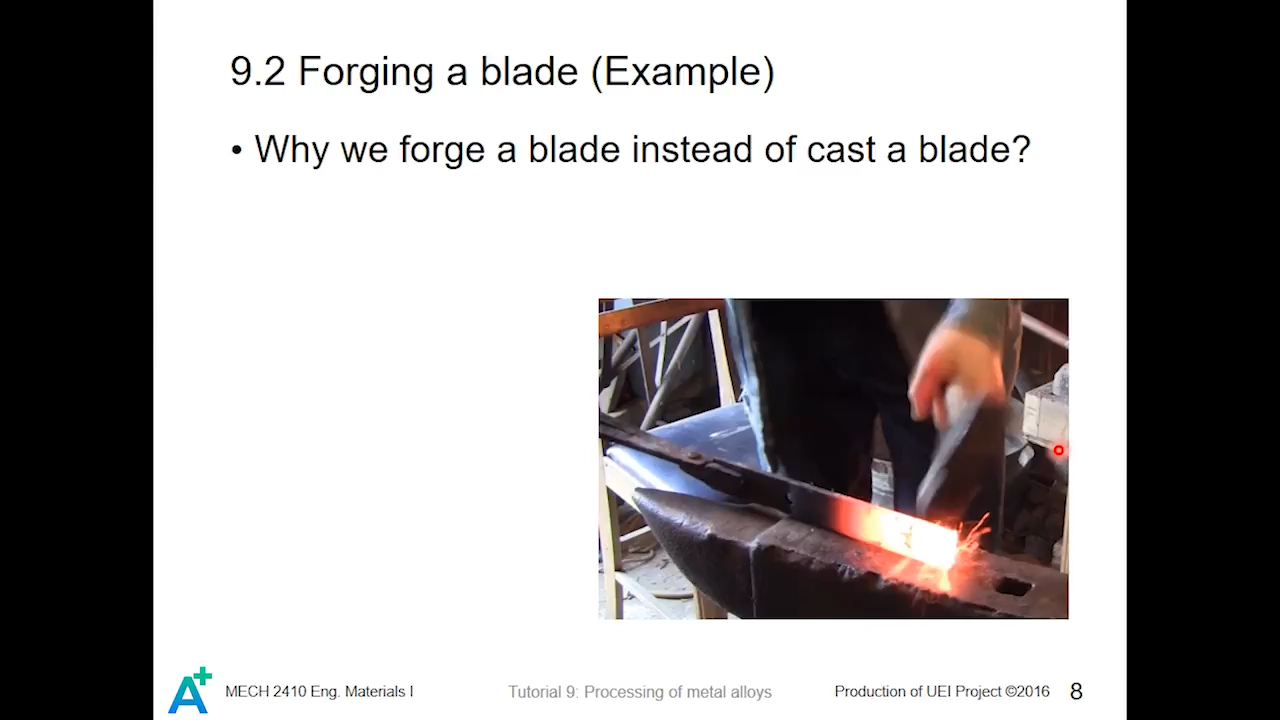 9.2 Forging a blade (Example)
• Why we forge a blade instead of cast a blade?
A+ MECH 2410 Eng. Materials I Tutorial 9: Processing of metal alloys Production of UEI Project ©2016 8